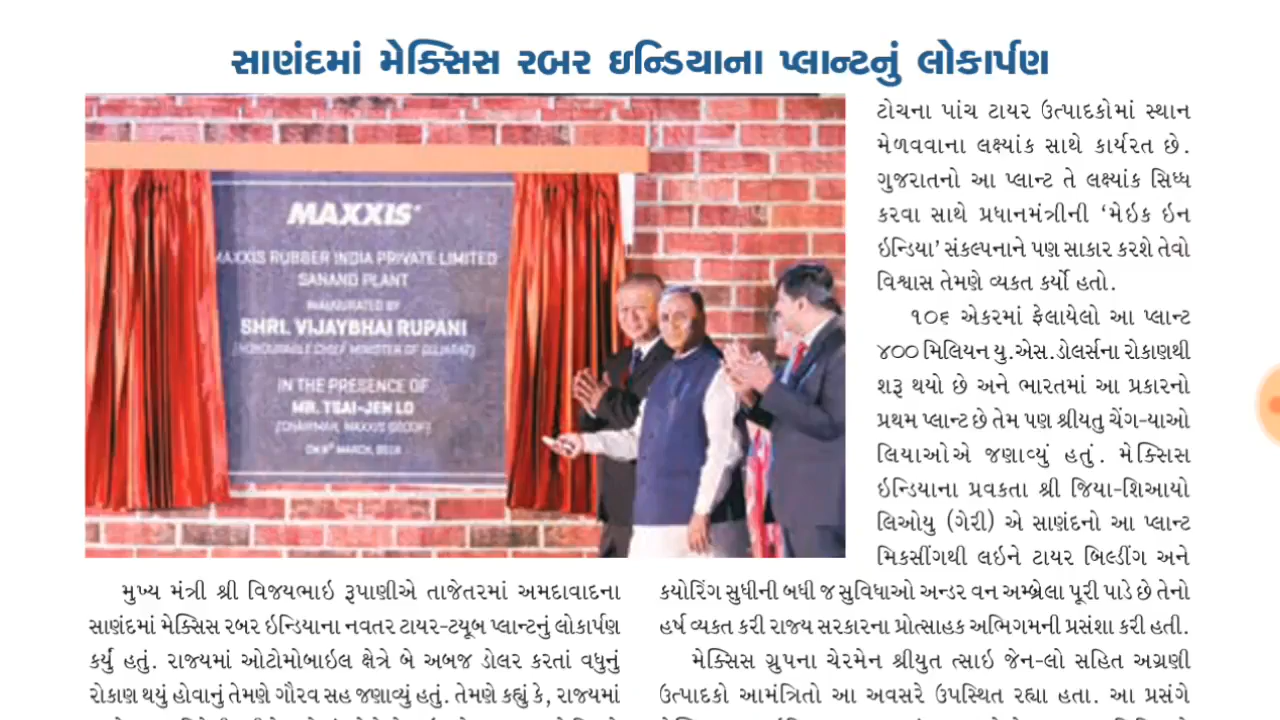 સાણંદમાં મેક્સિસ રબર ઇન્ડિયાના પ્લાન્ટનું લોકાર્પણ
MAXXIS
MAXXIS RUBBER INDIA PRIVATE LIMITED
SANAND PLANT
INAUGURATED BY
SHRI. VIJAYBHAI RUPANI
(HONOURABLE CHIEF MINISTER OF GUJARAT)
IN THE PRESENCE OF
MR. TSAI-JEN LO
(CHAIRMAN, MAXXIS GROUP)
MARCH,
ટોચના પાંચ ટાયર ઉત્પાદકોમાં સ્થાન
મેળવવાના લક્ષ્યાંક સાથે કાર્યરત છે.
ગુજરાતનો આ પ્લાન્ટ તે લક્ષ્યાંક સિધ્ધ
કરવા સાથે પ્રધાનમંત્રીની ‘મેઇક ઇન
ઇન્ડિયા’ સંકલ્પનાને પણ સાકાર કરશે તેવો
વિશ્વાસ તેમણે વ્યકત કર્યો હતો.
૧૦૬ એકરમાં ફેલાયેલો આ પ્લાન્ટ
૪૦૦ મિલિયન યુ.એસ.ડોલર્સના રોકાણથી
શરૂ થયો છે અને ભારતમાં આ પ્રકારનો
પ્રથમ પ્લાન્ટ છે તેમ પણ શ્રીયતુ ચેંગ-યાઓ
લિયાઓએ જણાવ્યું હતું. મેક્સિસ
ઇન્ડિયાના પ્રવકતા શ્રી જિયા-શિઆયો
લિઓયુ (ગેરી) એ સાણંદનો આ પ્લાન્ટ
મિકસીંગથી લઇને ટાયર બિલ્ડીંગ અને
મુખ્ય મંત્રી શ્રી વિજયભાઇ રૂપાણીએ તાજેતરમાં અમદાવાદના
સાણંદમાં મેક્સિસ રબર ઇન્ડિયાના નવતર ટાયર-ટયૂબ પ્લાન્ટનું લોકાર્પણ
કર્યું હતું. રાજ્યમાં ઓટોમોબાઇલ ક્ષેત્રે બે અબજ ડોલર કરતાં વધુનું
રોકાણ થયું હોવાનું તેમણે ગૌરવ સહ જણાવ્યું હતું. તેમણે કહ્યું કે, રાજ્યમાં
કયોરિંગ સુધીની બધી જ સુવિધાઓ અન્ડર વન અમ્બ્રેલા પૂરી પાડે છે તેનો
હર્ષ વ્યકત કરી રાજ્ય સરકારના પ્રોત્સાહક અભિગમની પ્રસંશા કરી હતી.
મેક્સિસ ગ્રુપના ચેરમેન શ્રીયુત ત્સાઇ જેન-લો સહિત અગ્રણી
ઉત્પાદકો આમંત્રિતો આ અવસરે ઉપસ્થિત રહ્યા હતા. આ પ્રસંગે